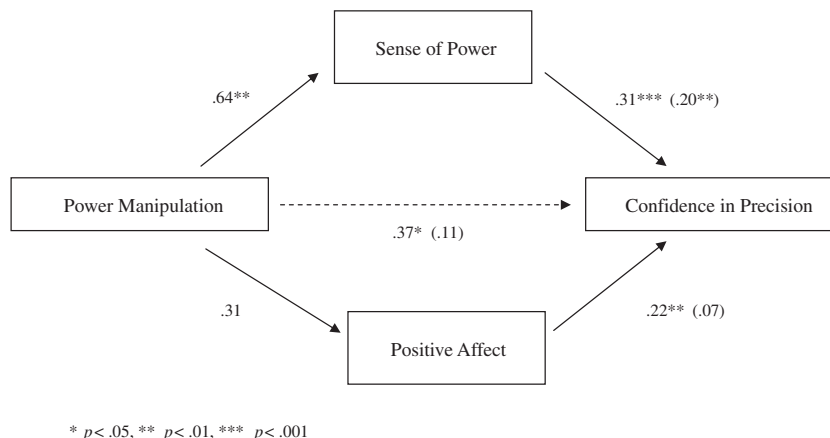 Sense of Power
.64**
.31*** (.20**)
Power Manipulation
Confidence in Precision
.37* (.11)
.31
.22** (.07)
Positive Affect
* p< .05, ** p< .01, *** p< .001